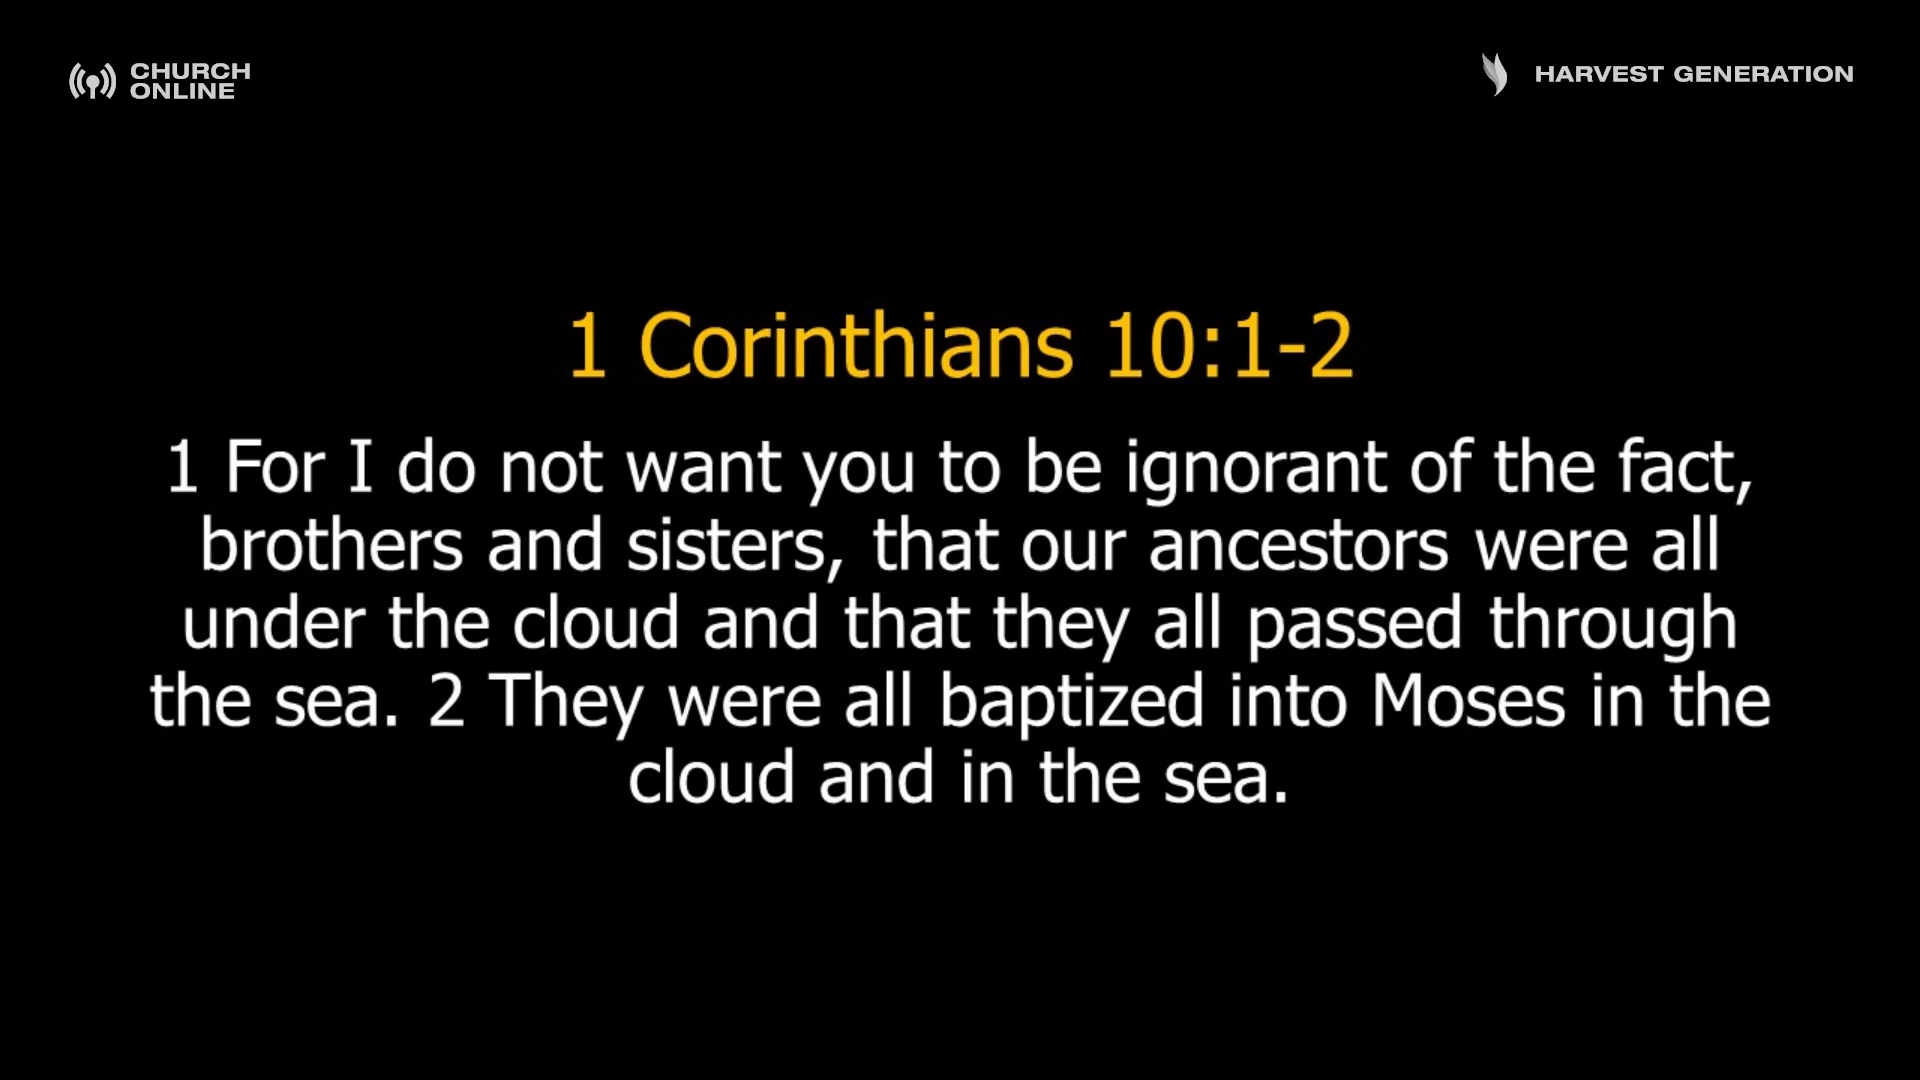 CHURCH
ONLINE
HARVEST GENERATION
1 Corinthians 10:1-2
1 For I do not want you to be ignorant of the fact,
brothers and sisters, that our ancestors were all
under the cloud and that they all passed through
the sea. 2 They were all baptized into Moses in the
cloud and in the sea.